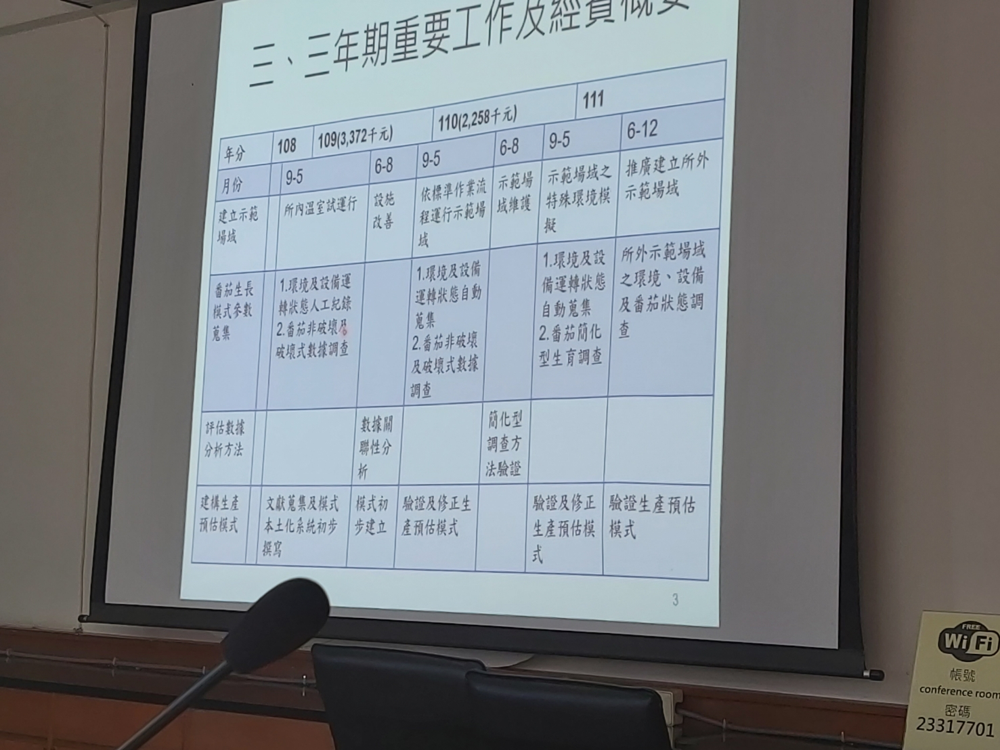 三、三年期重要工作及經費概要
年分
108
109(3,372千元)
110(2,258千元)
111
月份
9-5
6-8
9-5
6-8
9-5
6-12
建立示範
場域
所內溫室試運行
設施
改善
依標準作業流
程運行示範場
域
示範場
域維護
示範場域之
特殊環境模
擬
推廣建立所外
示範場域
番茄生長
模式參數
蒐集
1.環境及設備運
轉狀態人工紀錄
2.番茄非破壞及
破壞式數據調查
1.環境及設備
運轉狀態自動
蒐集
2.番茄非破壞
及破壞式數據
調查
1.環境及設
備運轉狀態
自動蒐集
2.番茄簡化
型生育調查
所外示範場域
之環境、設備
及番茄狀態調
查
評估數據
分析方法
數據關
聯性分
析
簡化型
調查方
法驗證
建構生產
預估模式
文獻蒐集及模式
本土化系統初步
撰寫
模式初
步建立
驗證及修正生
產預估模式
驗證及修正
生產預估模
式
驗證生產預估
模式
3
FREE
WiFi
帳號
conference room
密碼
23317701